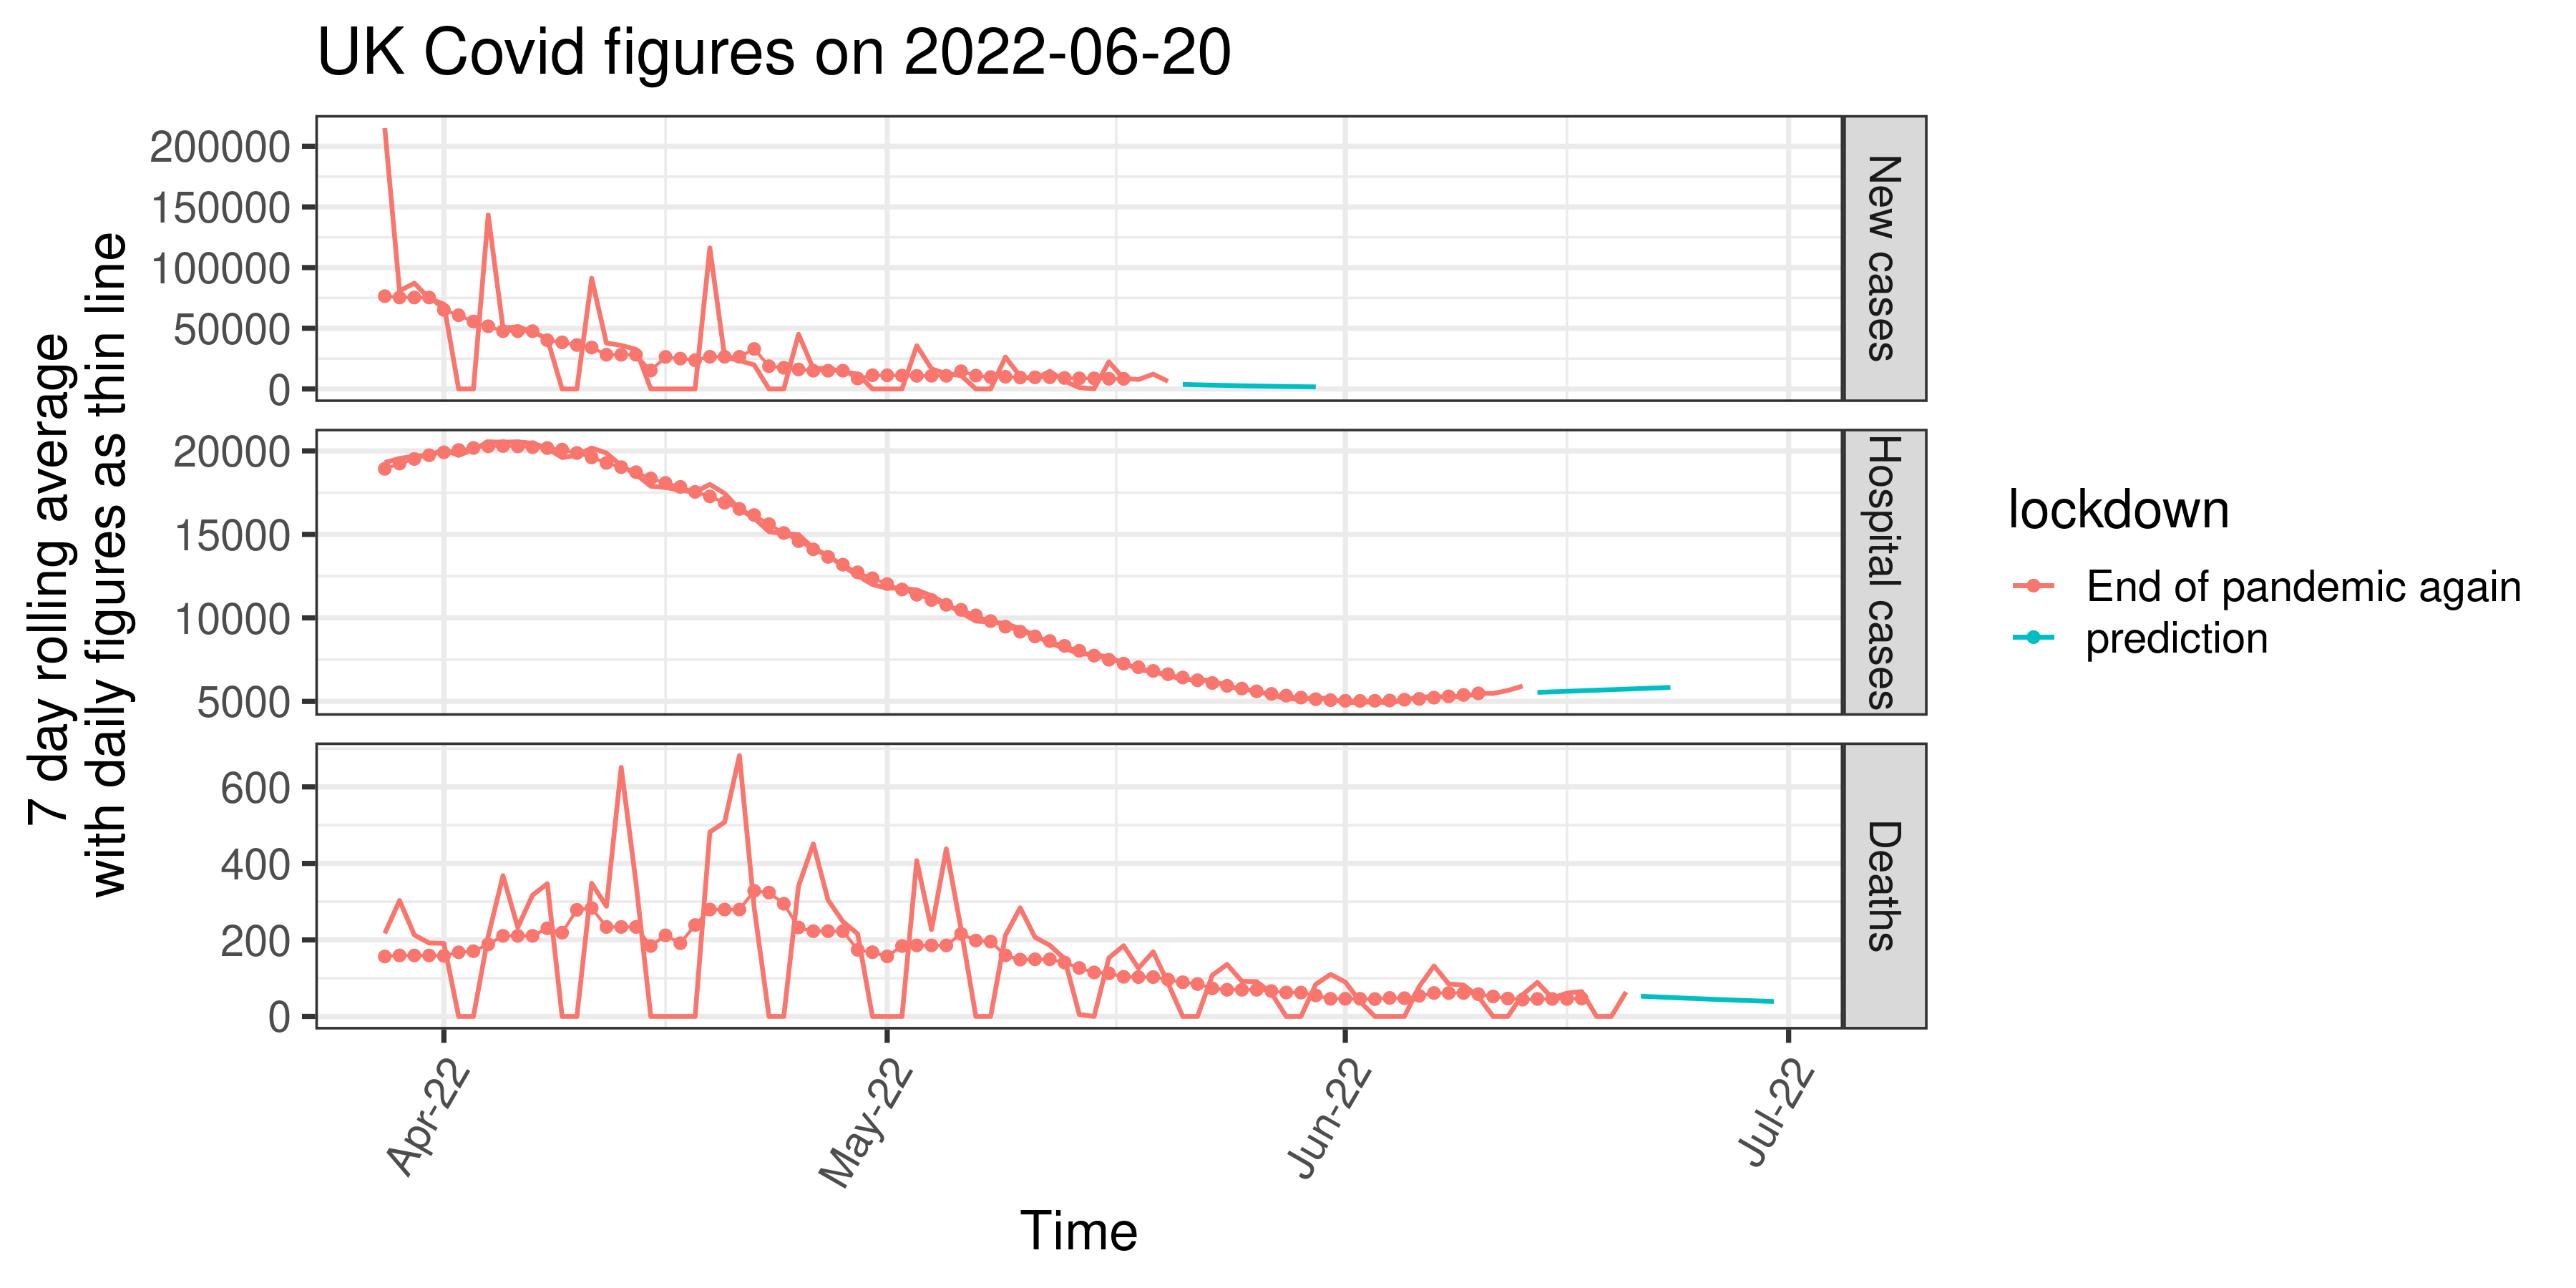 UK Covid figures on 2022-06-20
7 day rolling average
with daily figures as thin line
200000
150000
100000
50000
0
New cases
20000
15000
10000
5000
Hospital cases
600
400
200
0
Deaths
Apr-22
May-22
Jun-22
Jul-22
Time
lockdown
End of pandemic again
prediction